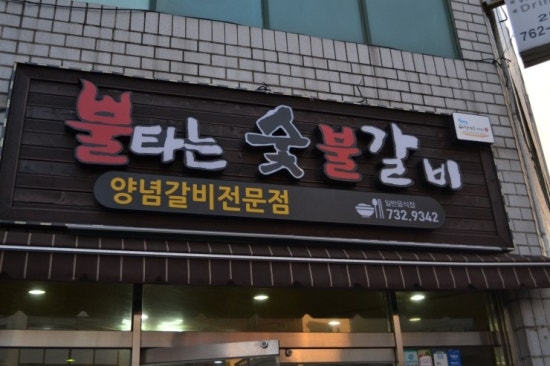 불타는 숯불갈비
양념갈비전문점
일반음식점
732.9342
762-